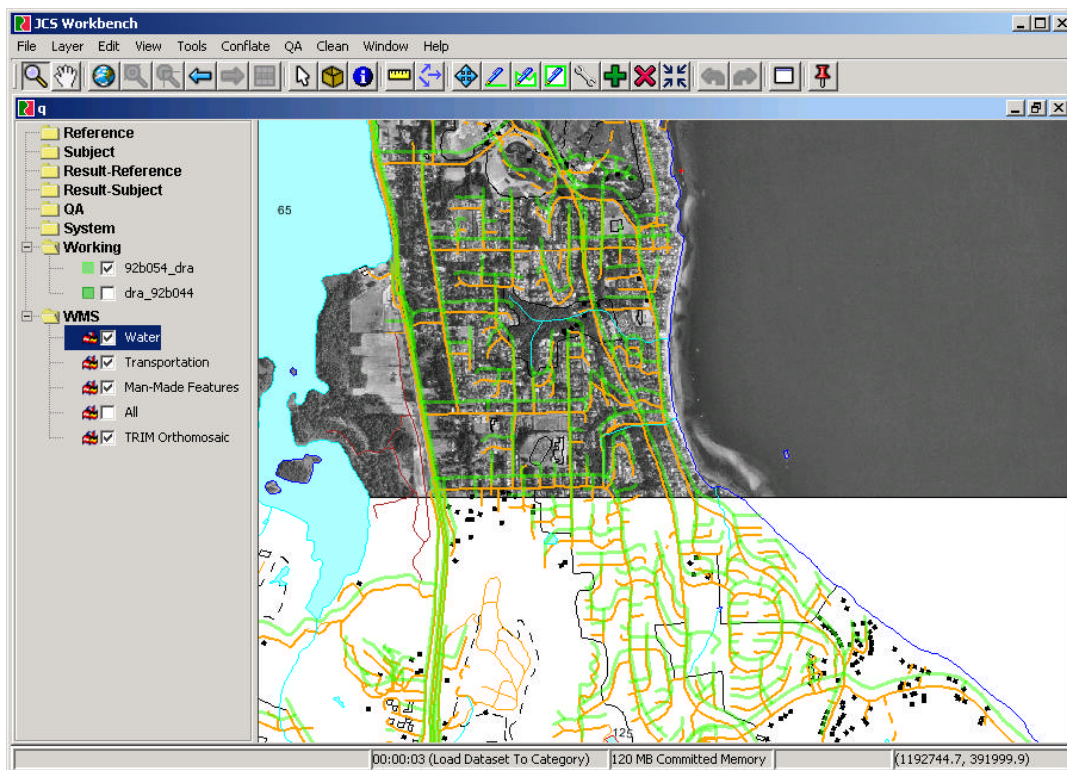 JCS Workbench
File Layer Edit View Tools Conflate QA Clean Window Help
q
Reference
Subject
Result-Reference
Result-Subject
QA
System
Working
92b054_dra
dra_92b044
WMS
Water
Transportation
Man-Made Features
All
TRIM Orthomosaic
65
125
00:00:03 (Load Dataset To Category) 120 MB Committed Memory (1192744.7, 391999.9)